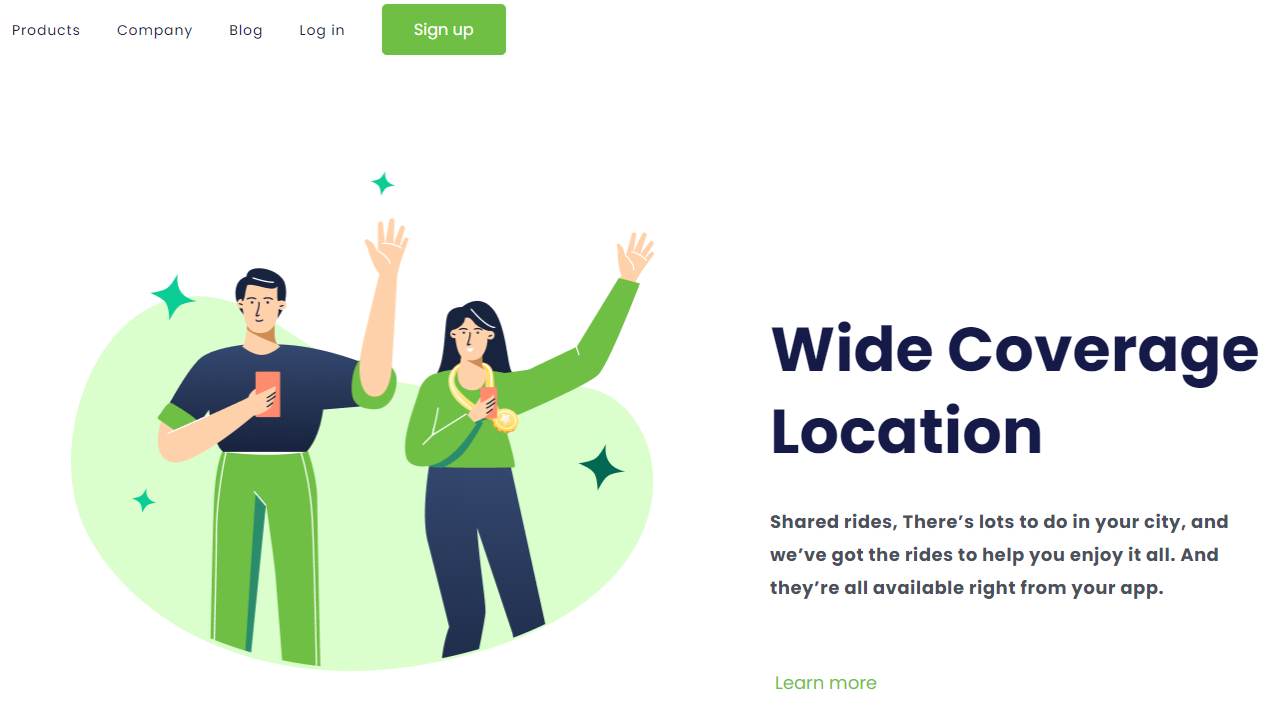 Products Company Blog Log in Sign up
Wide Coverage
Location
Shared rides, There’s lots to do in your city, and
we’ve got the rides to help you enjoy it all. And
they’re all available right from your app.
Learn more